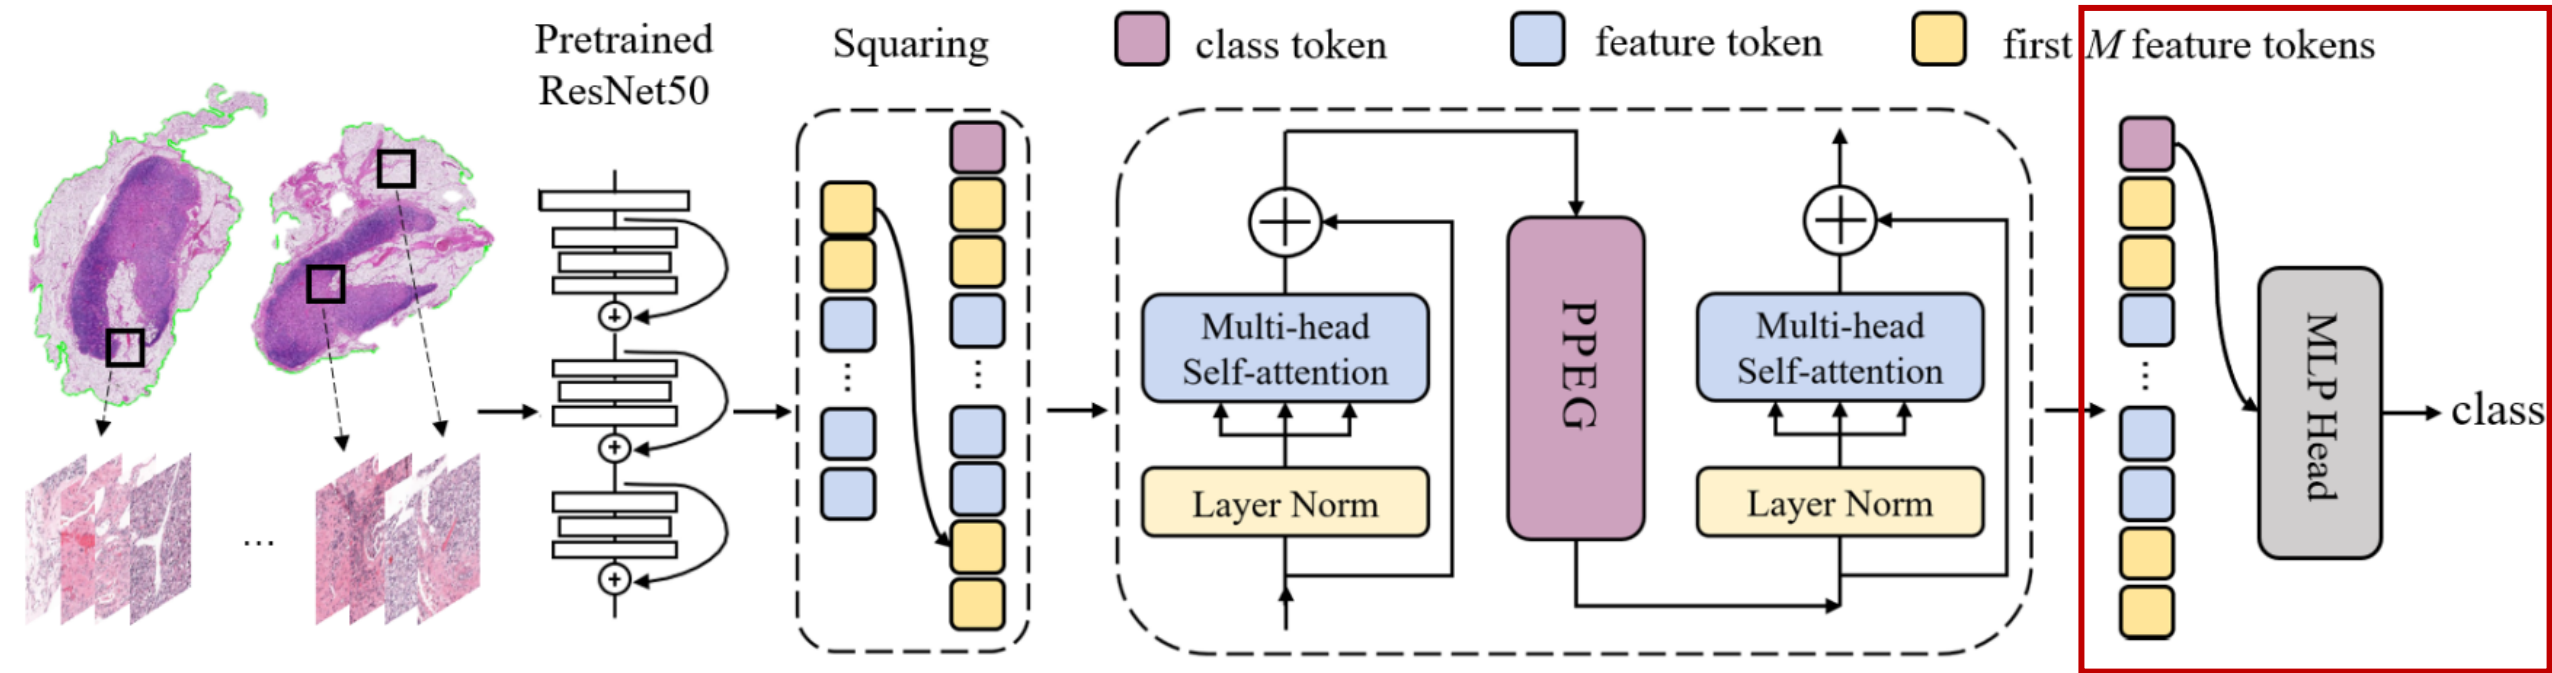 Pretrained
ResNet50
Squaring
class token
feature token
first M feature tokens
Multi-head
Self-attention
Layer Norm
PPEG
Multi-head
Self-attention
Layer Norm
MLP Head
class